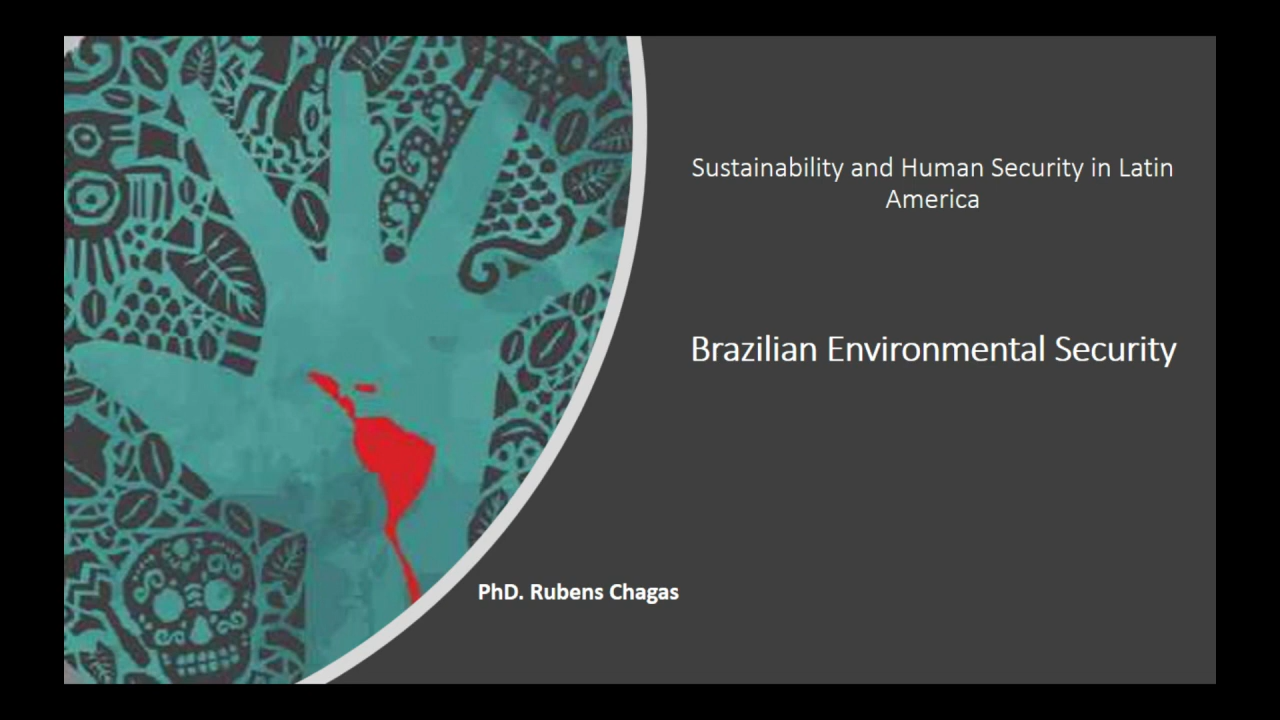 Sustainability and Human Security in Latin
America
Brazilian Environmental Security
PhD. Rubens Chagas